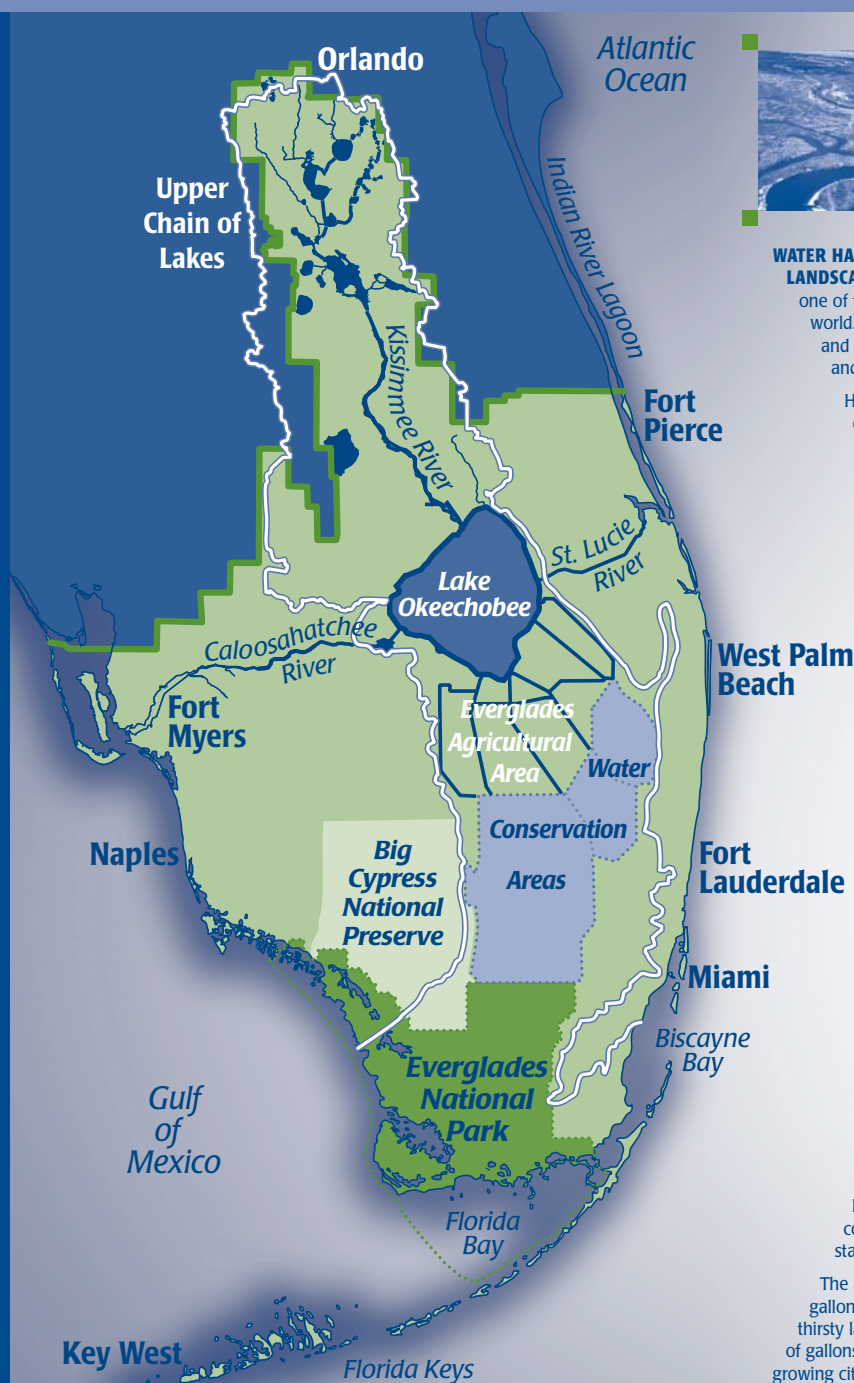 Orlando
Atlantic
Ocean
Upper
Chain of
Lakes
Indian River Lagoon
Kissimmee River
Fort
Pierce
St. Lucie
River
Lake
Okeechobee
Caloosahatchee
River
Fort
Myers
West Palm
Beach
Everglades
Agricultural
Area
Water
Conservation
Areas
Naples
Big
Cypress
National
Preserve
Fort
Lauderdale
Miami
Biscayne
Bay
Everglades
National
Park
Gulf
of
Mexico
Florida
Bay
Key West
Florida Keys
WATER HA
LANDSCA
one of
world.
and
and
H
co
sta
The
gallon
thirsty la
of gallons
growing cit